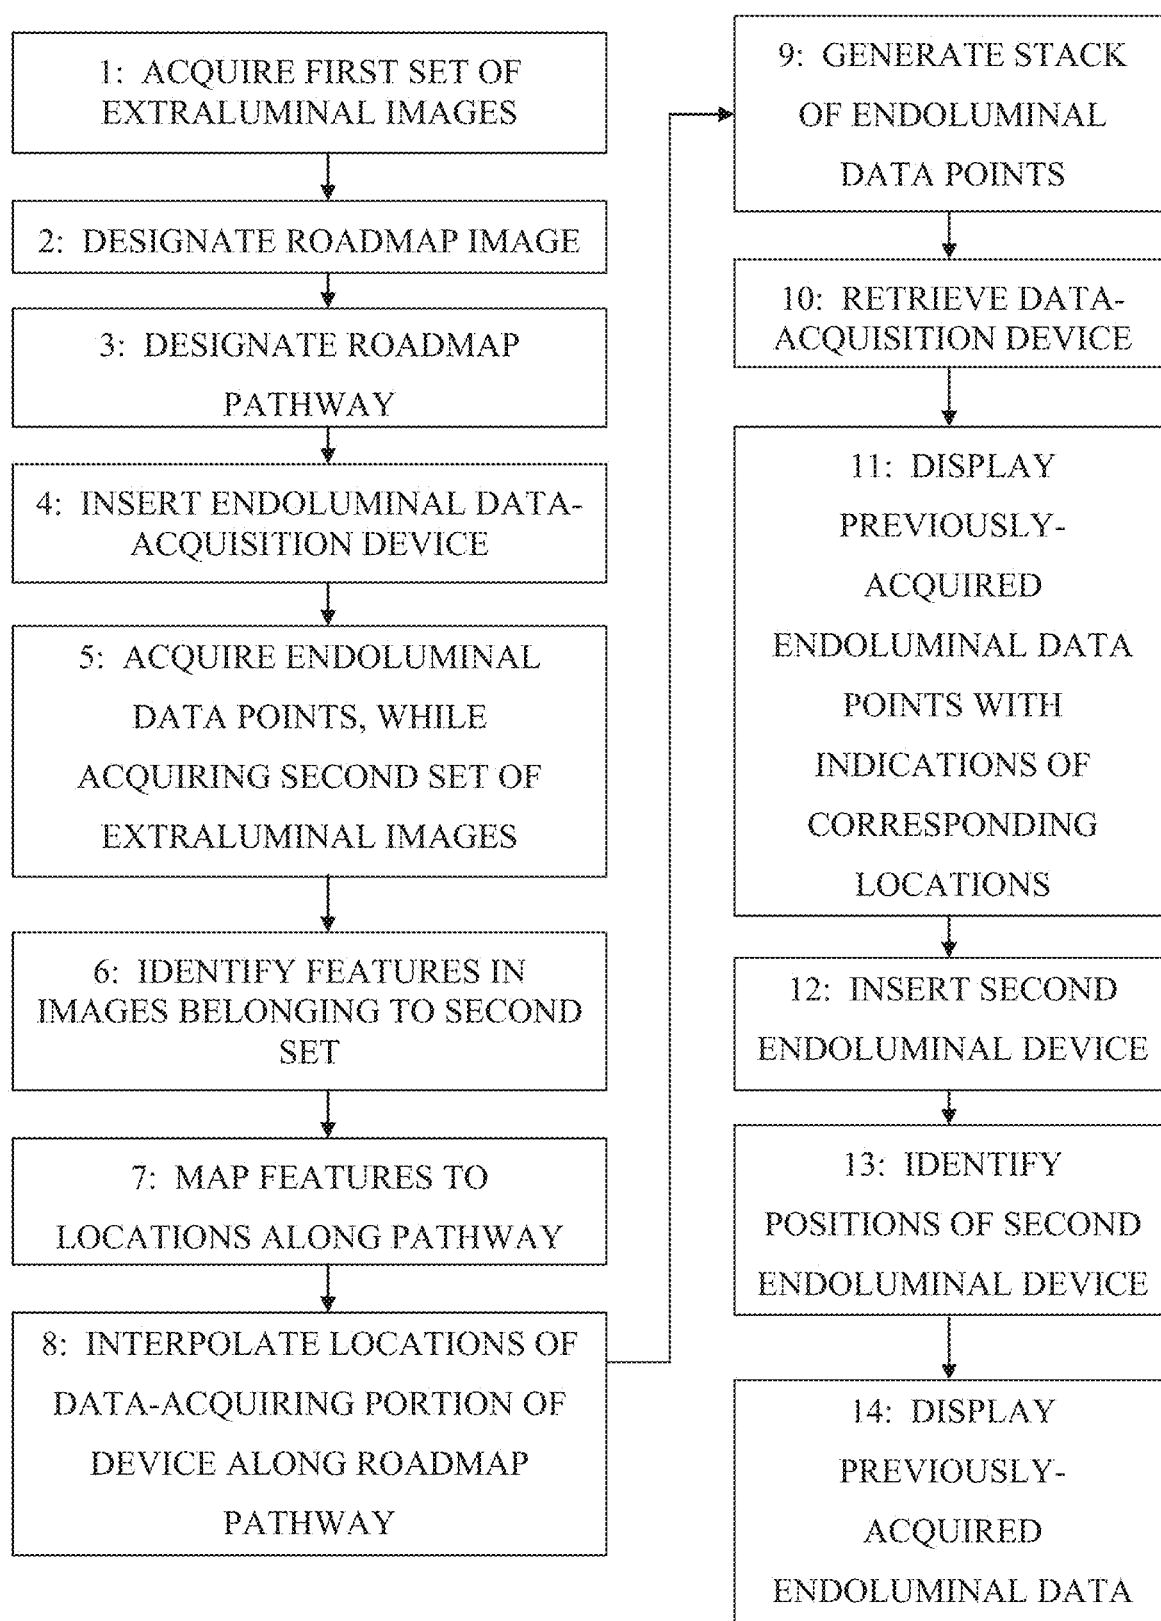 1: ACQUIRE FIRST SET OF
EXTRALUMINAL IMAGES
2: DESIGNATE ROADMAP IMAGE
3: DESIGNATE ROADMAP
PATHWAY
4: INSERT ENDOLUMINAL DATA-
ACQUISITION DEVICE
5: ACQUIRE ENDOLUMINAL
DATA POINTS, WHILE
ACQUIRING SECOND SET OF
EXTRALUMINAL IMAGES
6: IDENTIFY FEATURES IN
IMAGES BELONGING TO SECOND
SET
7: MAP FEATURES TO
LOCATIONS ALONG PATHWAY
8: INTERPOLATE LOCATIONS OF
DATA-ACQUIRING PORTION OF
DEVICE ALONG ROADMAP
PATHWAY
9: GENERATE STACK
OF ENDOLUMINAL
DATA POINTS
10: RETRIEVE DATA-
ACQUISITION DEVICE
11: DISPLAY
PREVIOUSLY-
ACQUIRED
ENDOLUMINAL DATA
POINTS WITH
INDICATIONS OF
CORRESPONDING
LOCATIONS
12: INSERT SECOND
ENDOLUMINAL DEVICE
13: IDENTIFY
POSITIONS OF SECOND
ENDOLUMINAL DEVICE
14: DISPLAY
PREVIOUSLY-
ACQUIRED
ENDOLUMINAL DATA